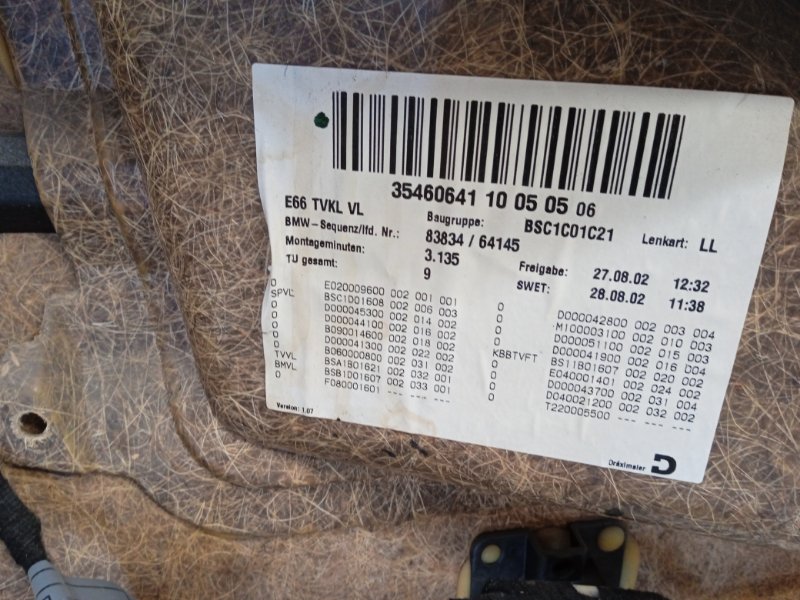 35460641 10 05 05 06
E66 TVKL VL
Baugruppe: BSC1C01C21 Lenkart: LL
BMW-Sequenz/lfd. Nr.: 83834 / 64145
Montageminuten: 3.135 Freigabe: 27.08.02 12:32
TU gesamt: 9 SWET: 28.08.02 11:38
0 E020009600 002 001 001 0 D000042800 002 003 004
SPVL BSC1D01608 002 006 003 0 M100003100 002 010 003
0 D000045300 002 014 002 0 D000051100 002 015 003
0 D000044100 002 016 002 KBBTVFT D000041900 002 016 004
0 B090014600 002 018 002 0 BS11B01607 002 020 002
0 D000041300 002 022 002 0 E040001401 002 024 002
TVVL B060000800 002 031 002 0 D000043700 002 031 004
BMVL BSA1B01621 002 032 001 0 D040021200 002 032 002
0 BSB1D01607 002 033 001 T220005500 --- --- ---
F080001601 --- --- ---
Version: 1.07
Dräxlmaier D